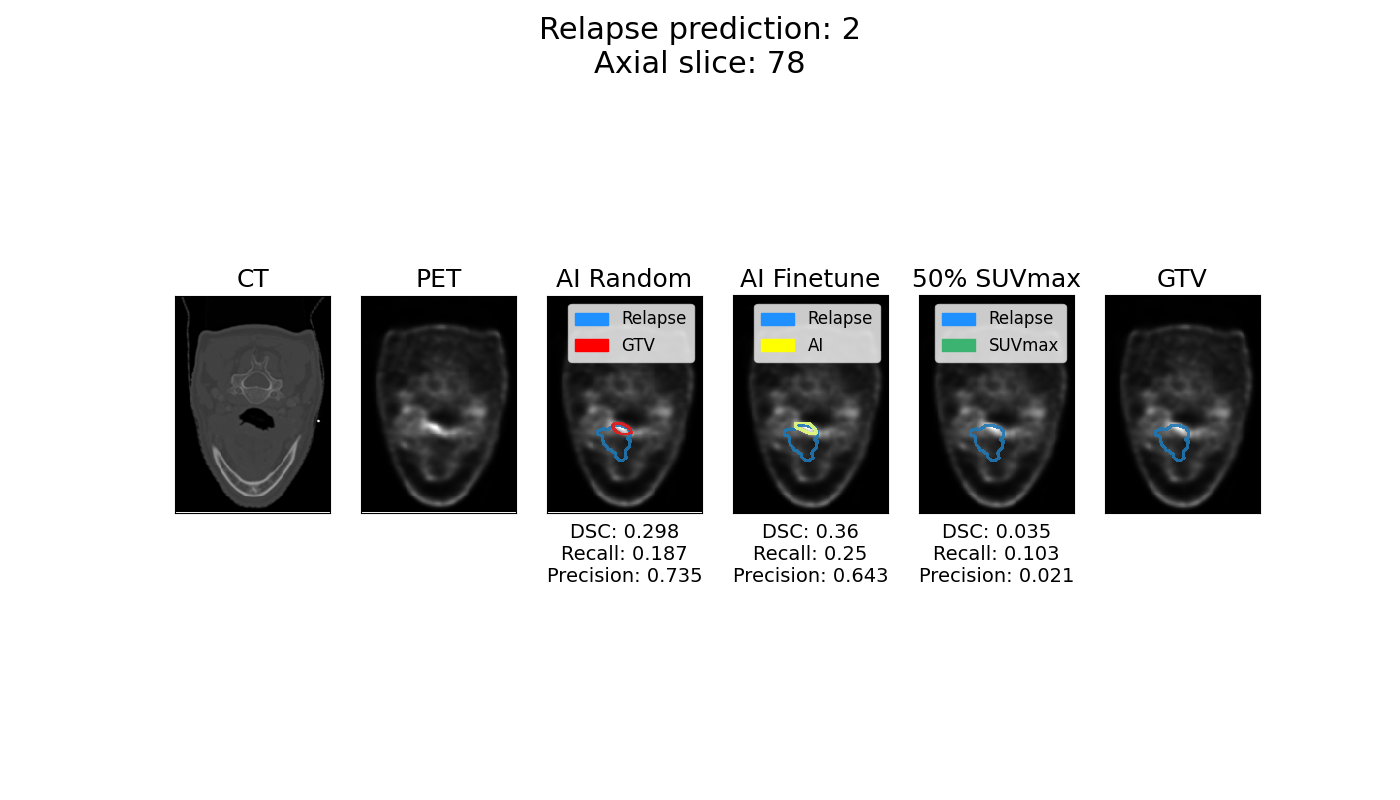 Relapse prediction: 2
Axial slice: 78
CT
PET
AI Random
AI Finetune
50% SUVmax
GTV
Relapse
GTV
Relapse
AI
Relapse
SUVmax
Relapse
DSC: 0.298
Recall: 0.187
Precision: 0.735
DSC: 0.36
Recall: 0.25
Precision: 0.643
DSC: 0.035
Recall: 0.103
Precision: 0.021